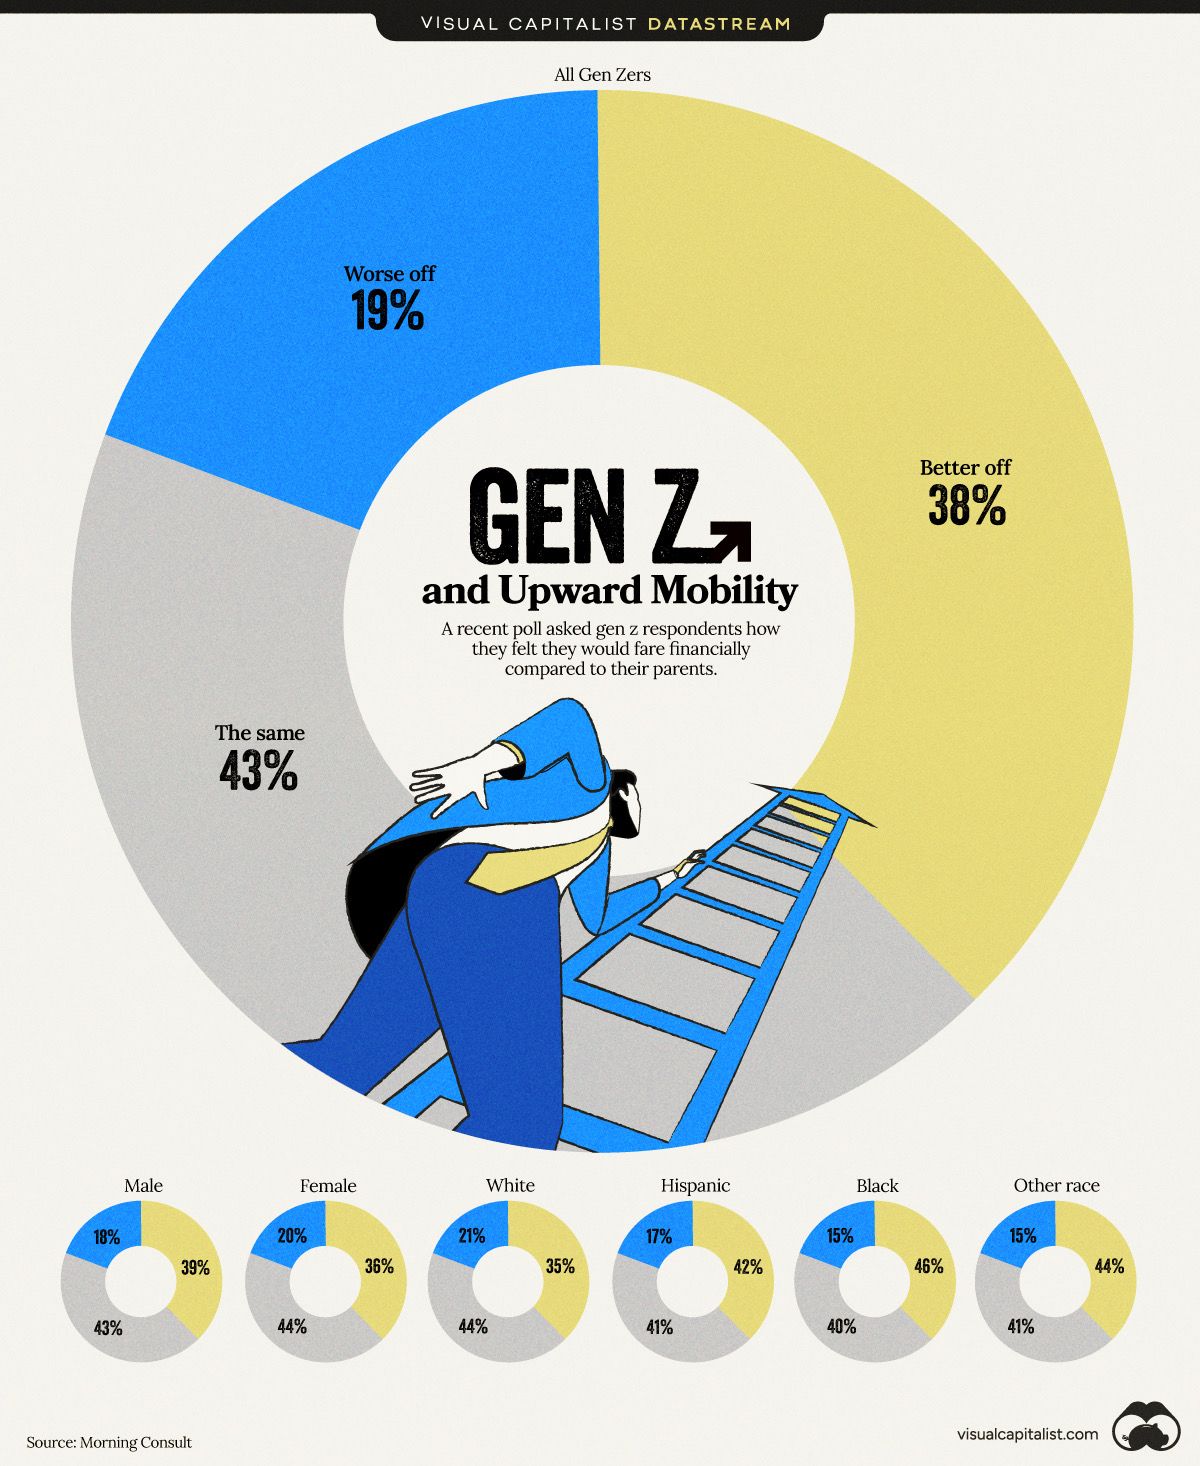 VISUAL CAPITALIST DATASTREAM
All Gen Zers
Worse off
19%
Better off
38%
GEN Z
and Upward Mobility
A recent poll asked gen z respondents how
they felt they would fare financially
compared to their parents.
The same
43%
Male
18%
39%
43%
Female
20%
36%
44%
White
21%
35%
44%
Hispanic
17%
42%
41%
Black
15%
46%
40%
Other race
15%
44%
41%
Source: Morning Consult
visualcapitalist.com